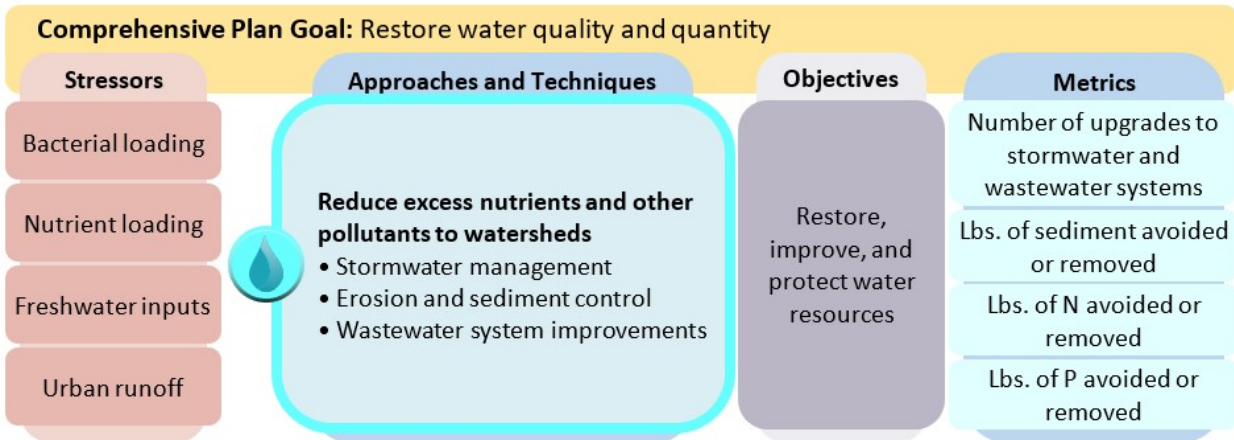 Comprehensive Plan Goal: Restore water quality and quantity
Stressors
Bacterial loading
Nutrient loading
Freshwater inputs
Urban runoff
Approaches and Techniques
Reduce excess nutrients and other
pollutants to watersheds
• Stormwater management
• Erosion and sediment control
• Wastewater system improvements
Objectives
Restore,
improve, and
protect water
resources
Metrics
Number of upgrades to
stormwater and
wastewater systems
Lbs. of sediment avoided
or removed
Lbs. of N avoided or
removed
Lbs. of P avoided or
removed